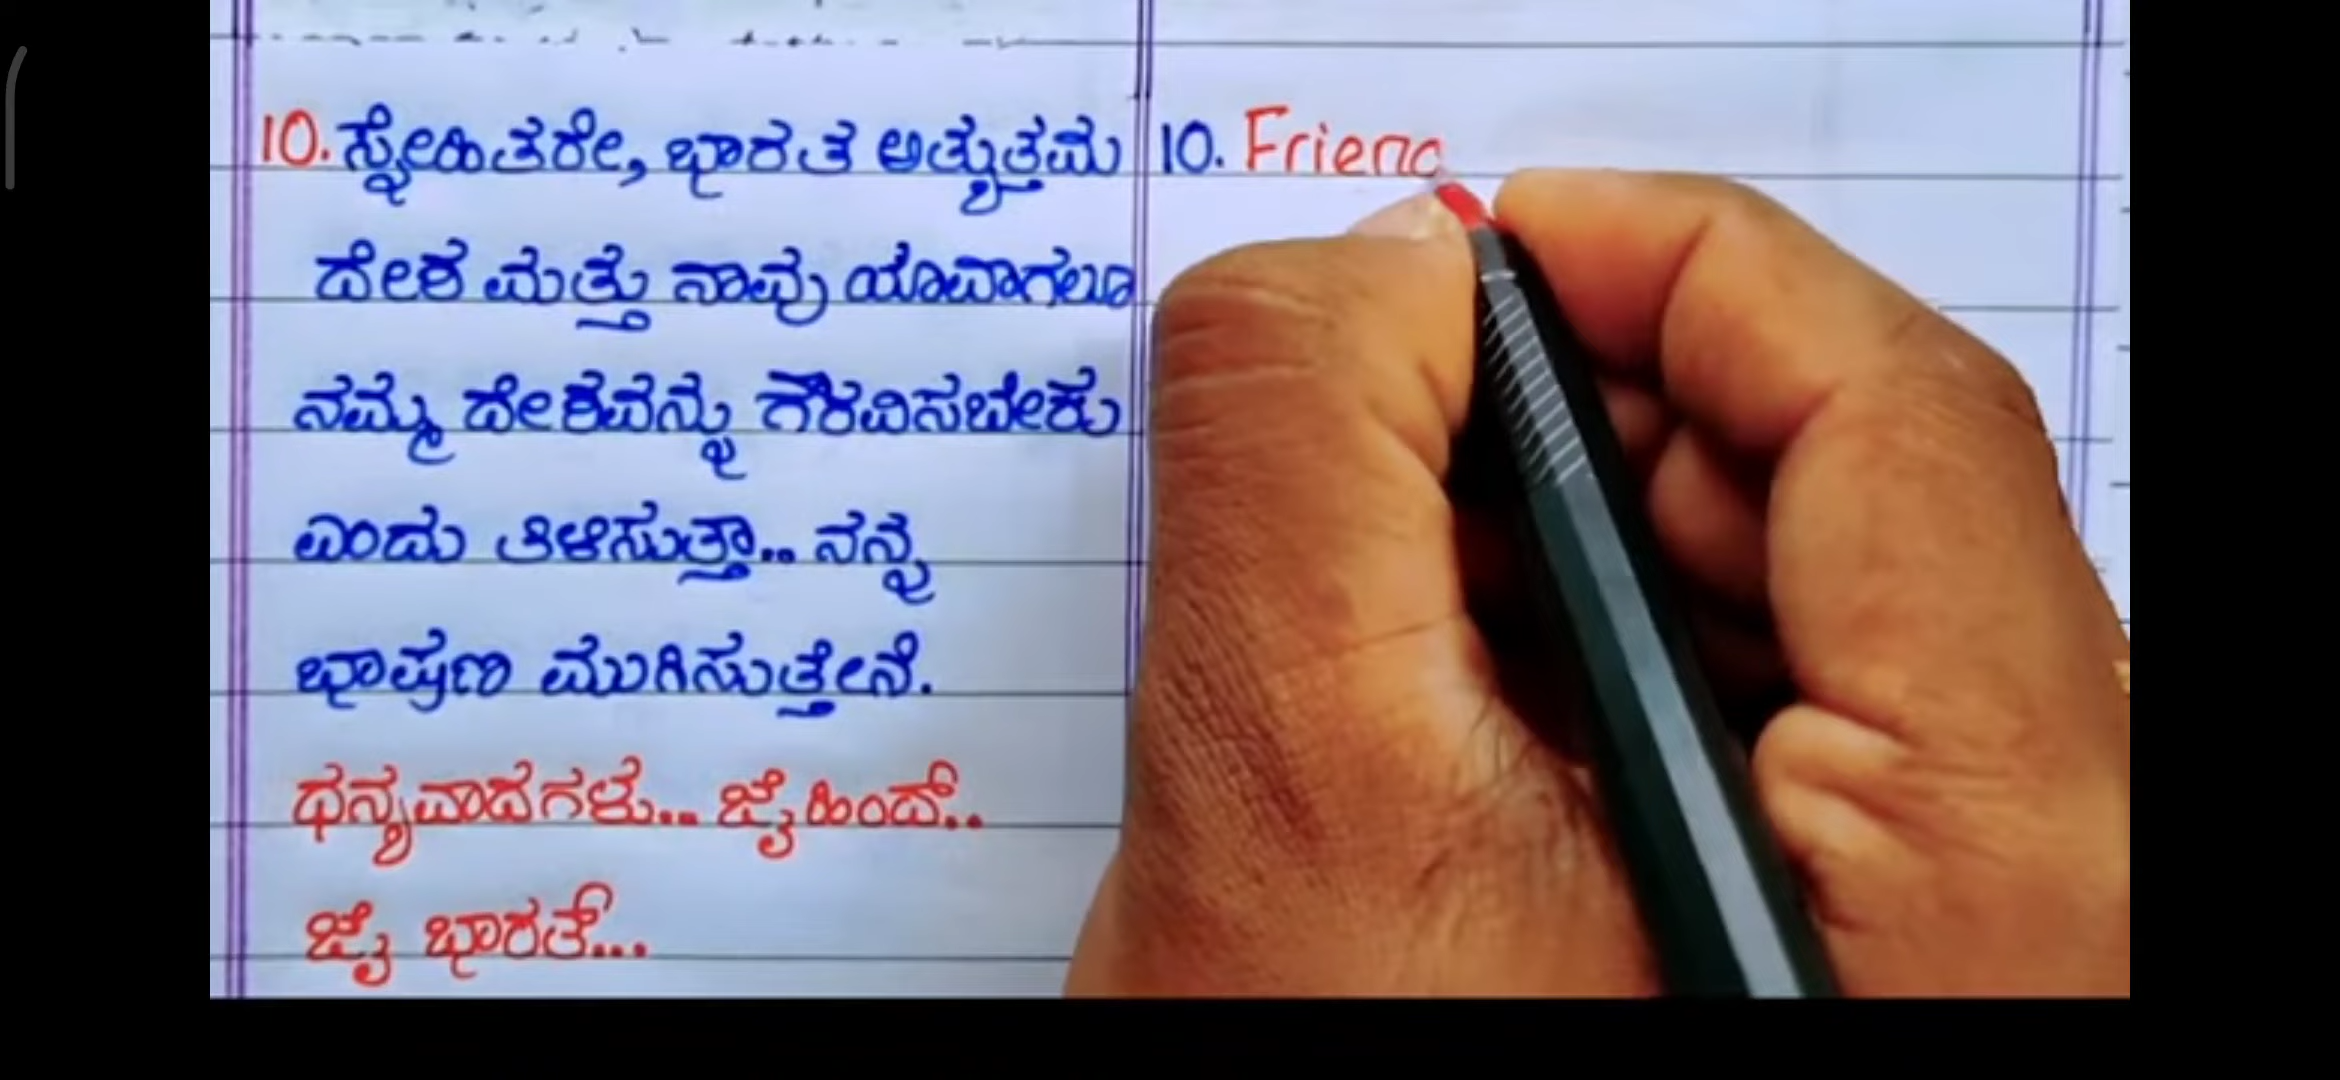 10. ಸ್ನೇಹಿತರೇ, ಭಾರತ ಅತ್ಯುತ್ತಮ
ದೇಶ ಮತ್ತು ನಾವು ಯಾವಾಗಲೂ
ನಮ್ಮ ದೇಶವನ್ನು ಗೌರವಿಸಬೇಕು
ಎಂದು ತಿಳಿಸುತ್ತಾ.. ನನ್ನ
ಭಾಷಣ ಮುಗಿಸುತ್ತೇನೆ.
ಧನ್ಯವಾದಗಳು... ಜೈ ಹಿಂದ್..
ಜೈ ಭಾರತ್...
10. Frienc